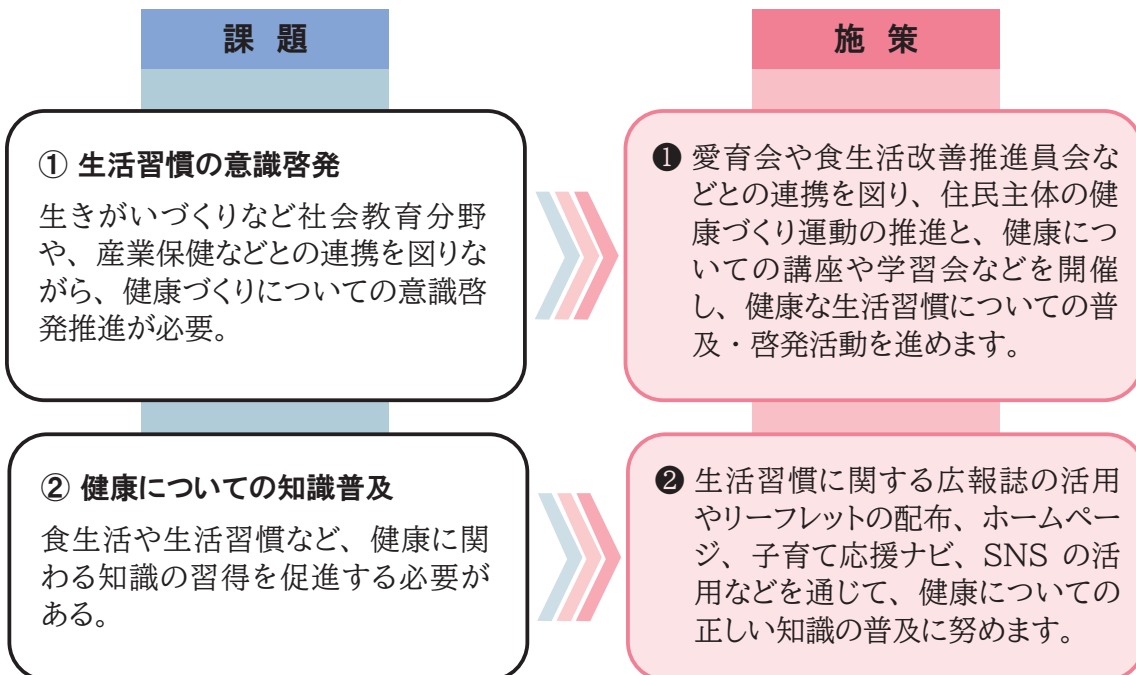 課題
施策
① 生活習慣の意識啓発
生きがいづくりなど社会教育分野
や、産業保健などとの連携を図りな
がら、健康づくりについての意識啓
発推進が必要。
❶ 愛育会や食生活改善推進員会な
どとの連携を図り、住民主体の健
康づくり運動の推進と、健康につ
いての講座や学習会などを開催
し、健康な生活習慣についての普
及・啓発活動を進めます。
② 健康についての知識普及
食生活や生活習慣など、健康に関
わる知識の習得を促進する必要が
ある。
❷ 生活習慣に関する広報誌の活用
やリーフレットの配布、ホームペー
ジ、子育て応援ナビ、SNS の活
用などを通じて、健康についての
正しい知識の普及に努めます。